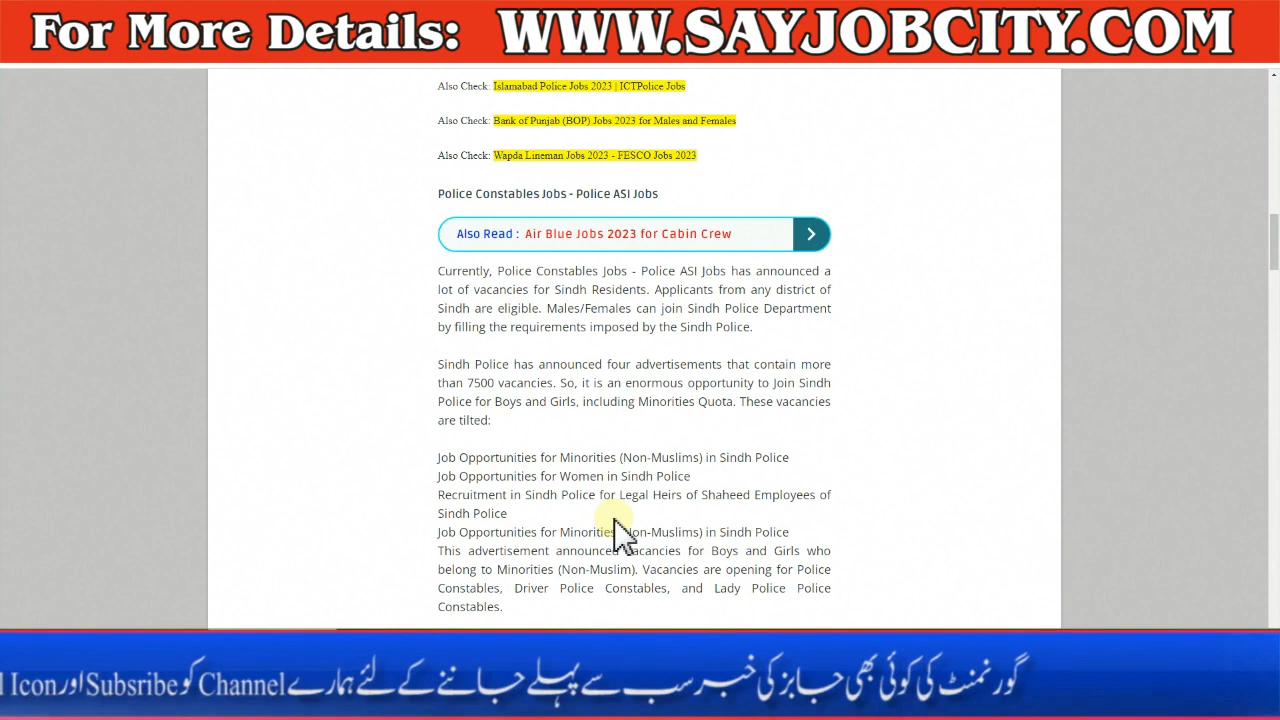 For More Details: WWW.SAYJOBCITY.COM
Also Check: Islamabad Police Jobs 2023 | ICTPolice Jobs
Also Check: Bank of Punjab (BOP) Jobs 2023 for Males and Females
Also Check: Wapda Lineman Jobs 2023 - FESCO Jobs 2023
Police Constables Jobs - Police ASI Jobs
Also Read : Air Blue Jobs 2023 for Cabin Crew
Currently, Police Constables Jobs - Police ASI Jobs has announced a
lot of vacancies for Sindh Residents. Applicants from any district of
Sindh are eligible. Males/Females can join Sindh Police Department
by filling the requirements imposed by the Sindh Police.
Sindh Police has announced four advertisements that contain more
than 7500 vacancies. So, it is an enormous opportunity to Join Sindh
Police for Boys and Girls, including Minorities Quota. These vacancies
are tilted:
Job Opportunities for Minorities (Non-Muslims) in Sindh Police
Job Opportunities for Women in Sindh Police
Recruitment in Sindh Police for Legal Heirs of Shaheed Employees of
Sindh Police
Job Opportunities for Minorities (Non-Muslims) in Sindh Police
This advertisement announced vacancies for Boys and Girls who
belong to Minorities (Non-Muslim). Vacancies are opening for Police
Constables, Driver Police Constables, and Lady Police Police
Constables.
گورنمنٹ کی کوئی بھی جابز کی خبر سب سے پہلے جاننے کے لئے ہمارے Channel کو Subsribe اور l Icon